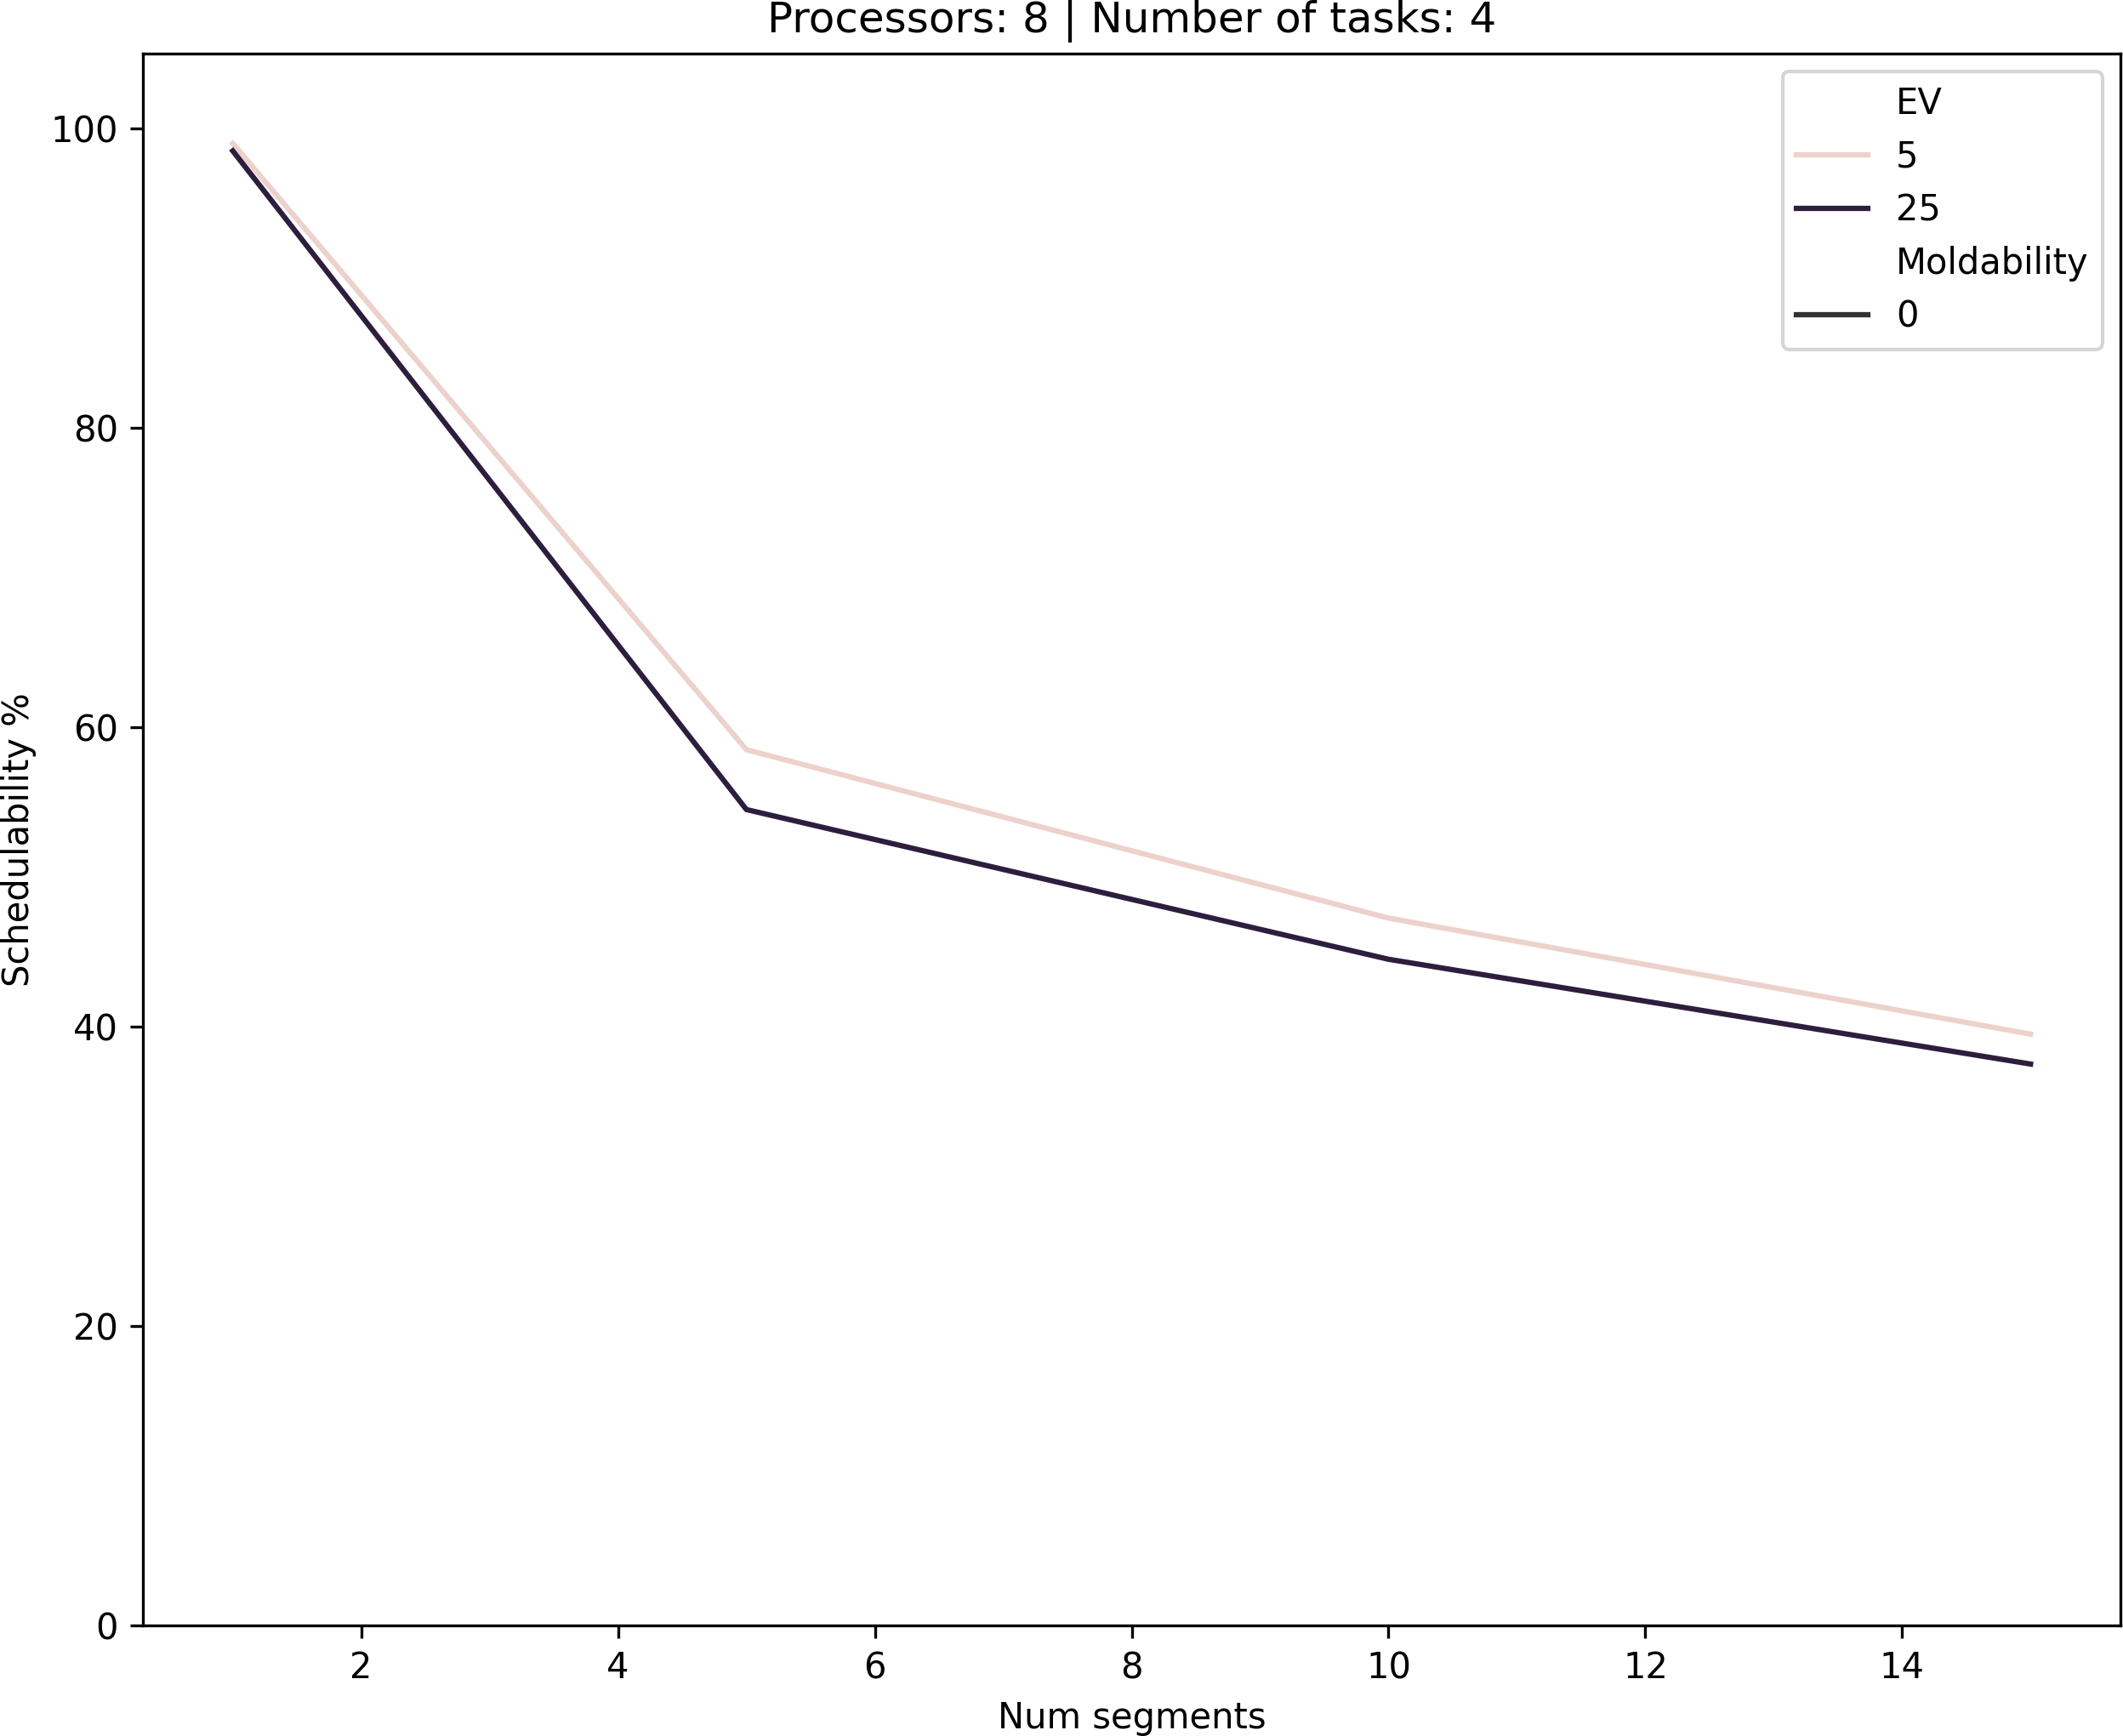 Processors: 8 | Number of tasks: 4
EV
5
25
Moldability
0
100
80
60
40
20
0
Schedulability %
2 4 6 8 10 12 14
Num segments